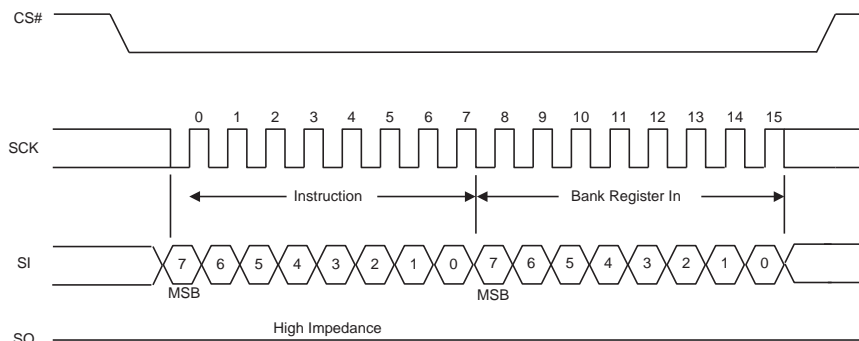 CS#
0 1 2 3 4 5 6 7 8 9 10 11 12 13 14 15
SCK
Instruction Bank Register In
SI 7 6 5 4 3 2 1 0 7 6 5 4 3 2 1 0
MSB MSB
High Impedance
SO